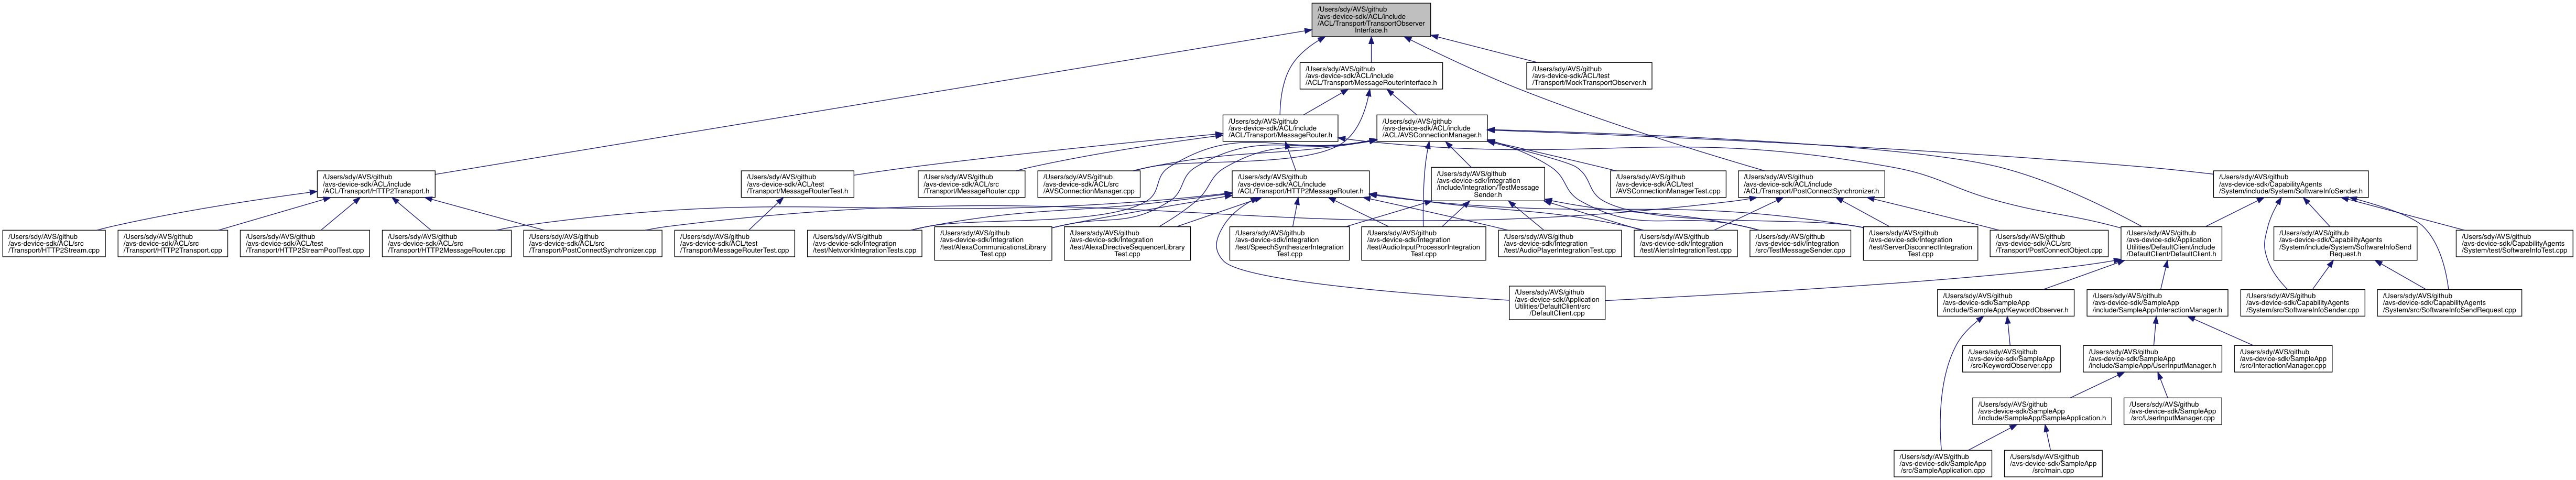 /Users/sdy/AVS/github
/avs-device-sdk/ACL/include
/ACL/Transport/TransportObserver
Interface.h
/Users/sdy/AVS/github
/avs-device-sdk/ACL/include
/ACL/Transport/MessageRouterInterface.h
/Users/sdy/AVS/github
/avs-device-sdk/ACL/test
/Transport/MockTransportObserver.h
/Users/sdy/AVS/github
/avs-device-sdk/ACL/include
/ACL/Transport/MessageRouter.h
/Users/sdy/AVS/github
/avs-device-sdk/ACL/include
/ACL/AVSConnectionManager.h
/Users/sdy/AVS/github
/avs-device-sdk/ACL/include
/ACL/Transport/HTTP2Transport.h
/Users/sdy/AVS/github
/avs-device-sdk/ACL/test
/Transport/MessageRouterTest.h
/Users/sdy/AVS/github
/avs-device-sdk/ACL/src
/Transport/MessageRouter.cpp
/Users/sdy/AVS/github
/avs-device-sdk/ACL/src
/AVSConnectionManager.cpp
/Users/sdy/AVS/github
/avs-device-sdk/ACL/include
/ACL/Transport/HTTP2MessageRouter.h
/Users/sdy/AVS/github
/avs-device-sdk/Integration
/include/Integration/TestMessage
Sender.h
/Users/sdy/AVS/github
/avs-device-sdk/ACL/test
/AVSConnectionManagerTest.cpp
/Users/sdy/AVS/github
/avs-device-sdk/ACL/include
/ACL/Transport/PostConnectSynchronizer.h
/Users/sdy/AVS/github
/avs-device-sdk/CapabilityAgents
/System/include/System/SoftwareInfoSender.h
/Users/sdy/AVS/github
/avs-device-sdk/ACL/src
/Transport/HTTP2Stream.cpp
/Users/sdy/AVS/github
/avs-device-sdk/ACL/src
/Transport/HTTP2Transport.cpp
/Users/sdy/AVS/github
/avs-device-sdk/ACL/test
/Transport/HTTP2StreamPoolTest.cpp
/Users/sdy/AVS/github
/avs-device-sdk/ACL/src
/Transport/HTTP2MessageRouter.cpp
/Users/sdy/AVS/github
/avs-device-sdk/ACL/src
/Transport/PostConnectSynchronizer.cpp
/Users/sdy/AVS/github
/avs-device-sdk/ACL/test
/Transport/MessageRouterTest.cpp
/Users/sdy/AVS/github
/avs-device-sdk/Integration
/test/NetworkIntegrationTests.cpp
/Users/sdy/AVS/github
/avs-device-sdk/Integration
/test/AlexaCommunicationsLibrary
Test.cpp
/Users/sdy/AVS/github
/avs-device-sdk/Integration
/test/AlexaDirectiveSequencerLibrary
Test.cpp
/Users/sdy/AVS/github
/avs-device-sdk/Integration
/test/SpeechSynthesizerIntegration
Test.cpp
/Users/sdy/AVS/github
/avs-device-sdk/Integration
/test/AudioInputProcessorIntegration
Test.cpp
/Users/sdy/AVS/github
/avs-device-sdk/Integration
/test/AudioPlayerIntegrationTest.cpp
/Users/sdy/AVS/github
/avs-device-sdk/Integration
/test/AlertsIntegrationTest.cpp
/Users/sdy/AVS/github
/avs-device-sdk/Integration
/src/TestMessageSender.cpp
/Users/sdy/AVS/github
/avs-device-sdk/Integration
/test/ServerDisconnectIntegration
Test.cpp
/Users/sdy/AVS/github
/avs-device-sdk/ACL/src
/Transport/PostConnectObject.cpp
/Users/sdy/AVS/github
/avs-device-sdk/Application
Utilities/DefaultClient/include
/DefaultClient/DefaultClient.h
/Users/sdy/AVS/github
/avs-device-sdk/CapabilityAgents
/System/include/System/SoftwareInfoSend
Request.h
/Users/sdy/AVS/github
/avs-device-sdk/CapabilityAgents
/System/test/SoftwareInfoTest.cpp
/Users/sdy/AVS/github
/avs-device-sdk/Application
Utilities/DefaultClient/src
/DefaultClient.cpp
/Users/sdy/AVS/github
/avs-device-sdk/SampleApp
/include/SampleApp/KeywordObserver.h
/Users/sdy/AVS/github
/avs-device-sdk/SampleApp
/include/SampleApp/InteractionManager.h
/Users/sdy/AVS/github
/avs-device-sdk/CapabilityAgents
/System/src/SoftwareInfoSender.cpp
/Users/sdy/AVS/github
/avs-device-sdk/CapabilityAgents
/System/src/SoftwareInfoSendRequest.cpp
/Users/sdy/AVS/github
/avs-device-sdk/SampleApp
/src/KeywordObserver.cpp
/Users/sdy/AVS/github
/avs-device-sdk/SampleApp
/include/SampleApp/UserInputManager.h
/Users/sdy/AVS/github
/avs-device-sdk/SampleApp
/src/InteractionManager.cpp
/Users/sdy/AVS/github
/avs-device-sdk/SampleApp
/include/SampleApp/SampleApplication.h
/Users/sdy/AVS/github
/avs-device-sdk/SampleApp
/src/UserInputManager.cpp
/Users/sdy/AVS/github
/avs-device-sdk/SampleApp
/src/SampleApplication.cpp
/Users/sdy/AVS/github
/avs-device-sdk/SampleApp
/src/main.cpp